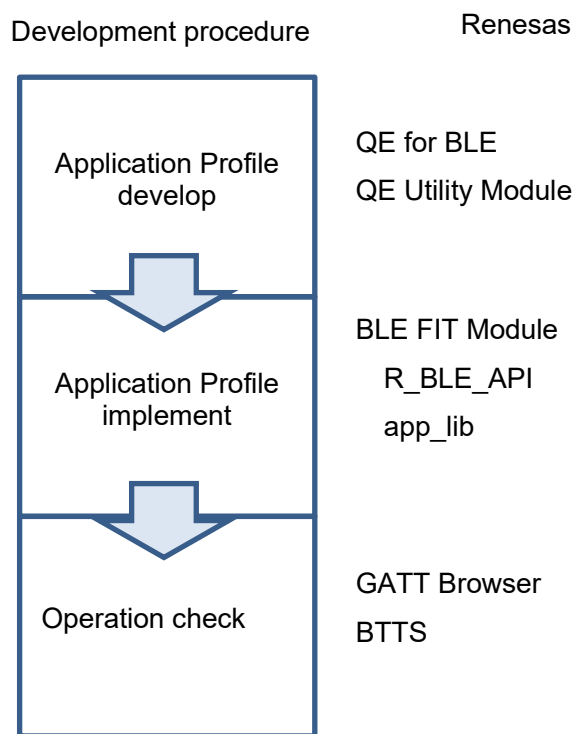 Development procedure
Renesas
Application Profile
develop
QE for BLE
QE Utility Module
Application Profile
implement
BLE FIT Module
R_BLE_API
app_lib
Operation check
GATT Browser
BTTS